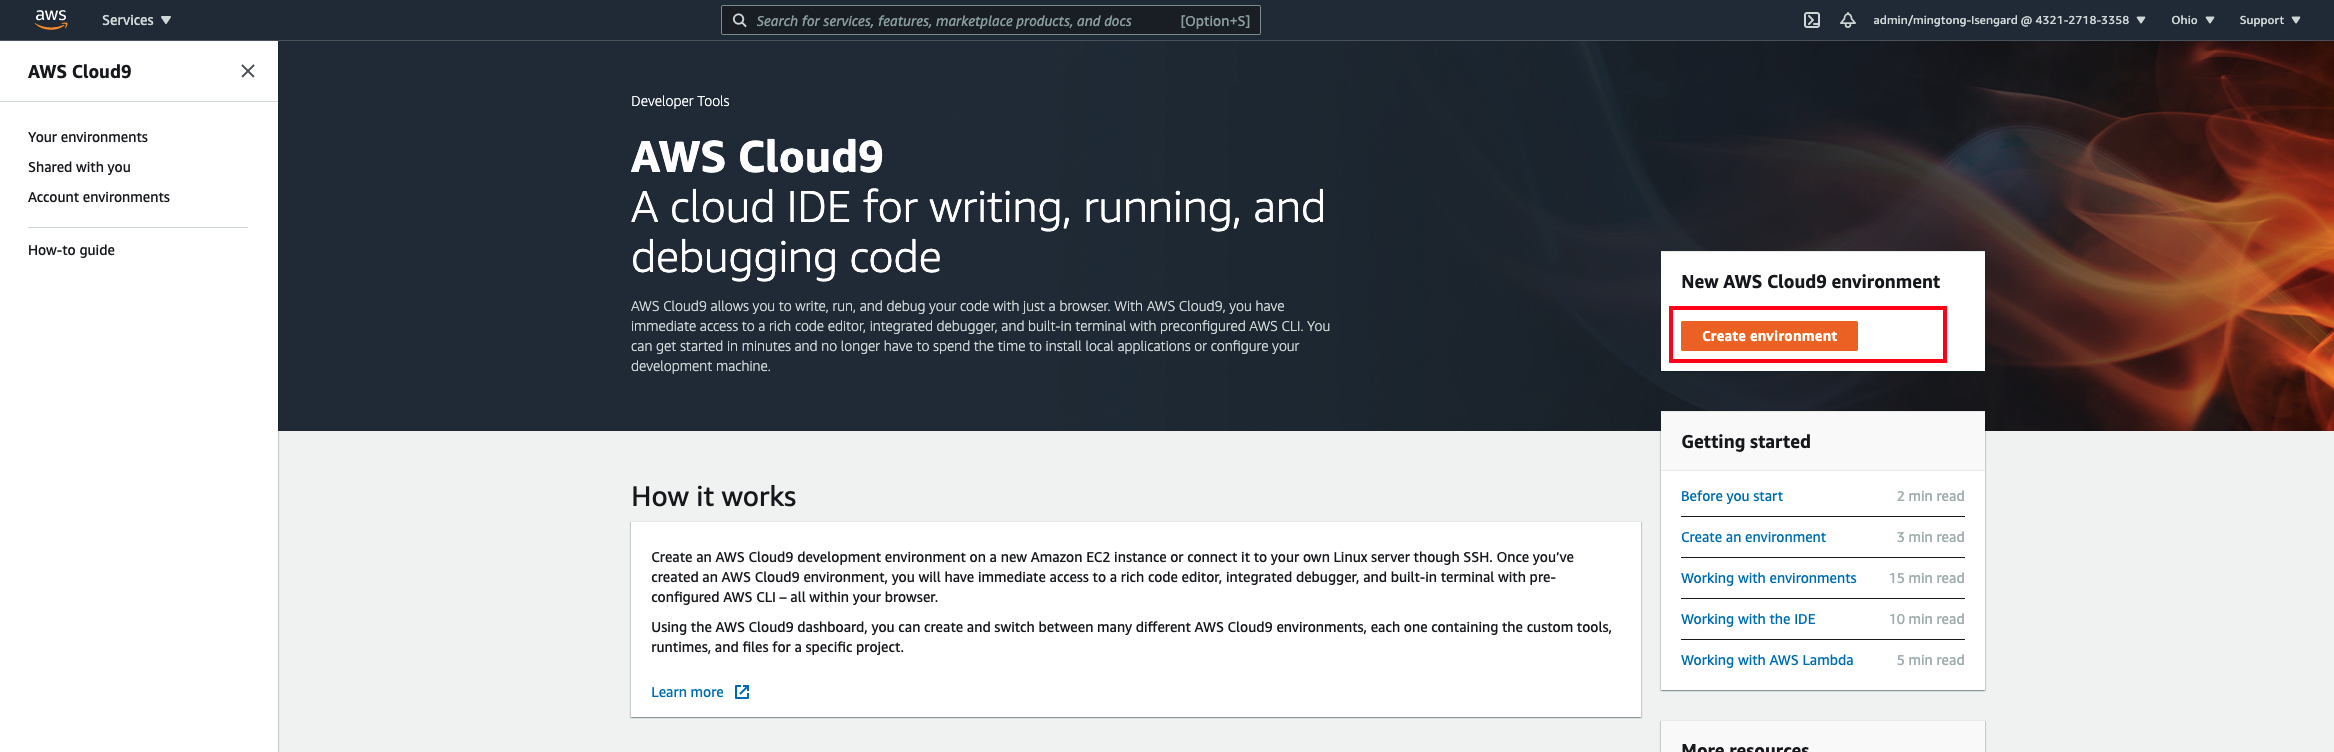 aws
Services
Search for services, features, marketplace products, and docs
[Option+S]
admin/mingtong-Isengard @ 4321-2718-3358
Ohio
Support
AWS Cloud9
Your environments
Shared with you
Account environments
How-to guide
Developer Tools
AWS Cloud9
A cloud IDE for writing, running, and
debugging code
AWS Cloud9 allows you to write, run, and debug your code with just a browser. With AWS Cloud9, you have
immediate access to a rich code editor, integrated debugger, and built-in terminal with preconfigured AWS CLI. You
can get started in minutes and no longer have to spend the time to install local applications or configure your
development machine.
New AWS Cloud9 environment
Create environment
How it works
Create an AWS Cloud9 development environment on a new Amazon EC2 instance or connect it to your own Linux server though SSH. Once you've
created an AWS Cloud9 environment, you will have immediate access to a rich code editor, integrated debugger, and built-in terminal with pre-
configured AWS CLI – all within your browser.
Using the AWS Cloud9 dashboard, you can create and switch between many different AWS Cloud9 environments, each one containing the custom tools,
runtimes, and files for a specific project.
Learn more
Getting started
Before you start 2 min read
Create an environment 3 min read
Working with environments 15 min read
Working with the IDE 10 min read
Working with AWS Lambda 5 min read
More resources